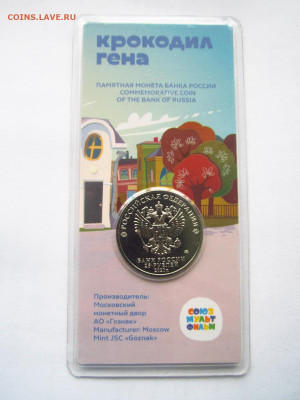 COINS.LAVE.RU
крокодил
гена
ПАМЯТНАЯ МОНЕТА БАНКА РОССИИ
COMMEMORATIVE COIN
OF THE BANK OF RUSSIA
РОССИЙСКАЯ ФЕДЕРАЦИЯ
БАНК РОССИИ
25 РУБЛЕЙ
Производитель:
Московский
монетный двор
АО «Гознак»
Manufacturer: Moscow
Mint JSC «Goznak»
СОЮЗ
МУЛЬТ
ФИЛЬМ